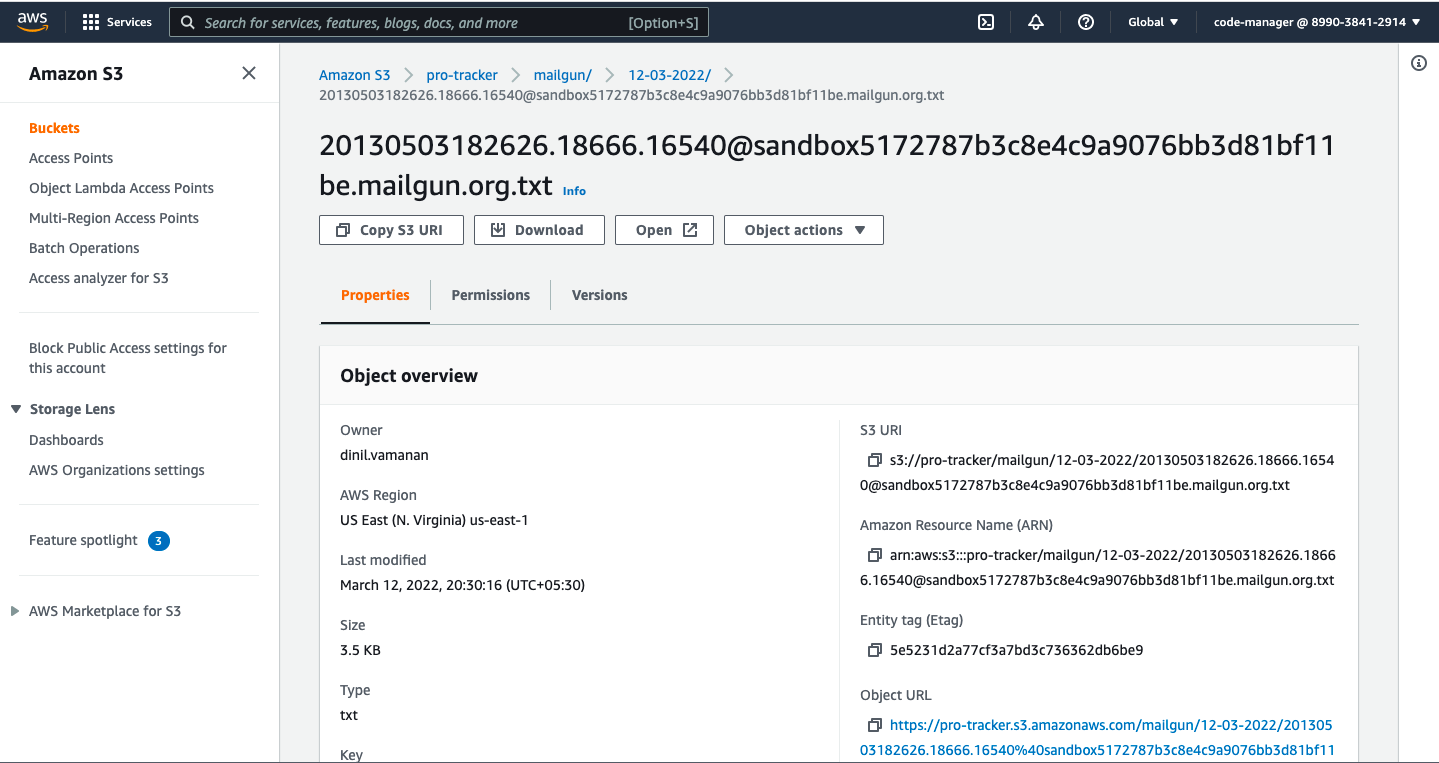 aws
Services
Search for services, features, blogs, docs, and more [Option+S]
Global ▼
code-manager @ 8990-3841-2914 ▼
Amazon S3
Buckets
Access Points
Object Lambda Access Points
Multi-Region Access Points
Batch Operations
Access analyzer for S3
Block Public Access settings for
this account
Storage Lens
Dashboards
AWS Organizations settings
Feature spotlight 3
AWS Marketplace for S3
Amazon S3 > pro-tracker > mailgun/ > 12-03-2022/ >
20130503182626.18666.16540@sandbox5172787b3c8e4c9a9076bb3d81bf11be.mailgun.org.txt
20130503182626.18666.16540@sandbox5172787b3c8e4c9a9076bb3d81bf11
be.mailgun.org.txt Info
Copy S3 URI
Download
Open
Object actions ▼
Properties
Permissions
Versions
Object overview
Owner
dinil.vamanan
AWS Region
US East (N. Virginia) us-east-1
Last modified
March 12, 2022, 20:30:16 (UTC+05:30)
Size
3.5 KB
Type
txt
Key
S3 URI
s3://pro-tracker/mailgun/12-03-2022/20130503182626.18666.1654
0@sandbox5172787b3c8e4c9a9076bb3d81bf11be.mailgun.org.txt
Amazon Resource Name (ARN)
arn:aws:s3:::pro-tracker/mailgun/12-03-2022/20130503182626.1866
6.16540@sandbox5172787b3c8e4c9a9076bb3d81bf11be.mailgun.org.txt
Entity tag (Etag)
5e5231d2a77cf3a7bd3c736362db6be9
Object URL
https://pro-tracker.s3.amazonaws.com/mailgun/12-03-2022/201305
03182626.18666.16540%40sandbox5172787b3c8e4c9a9076bb3d81bf11